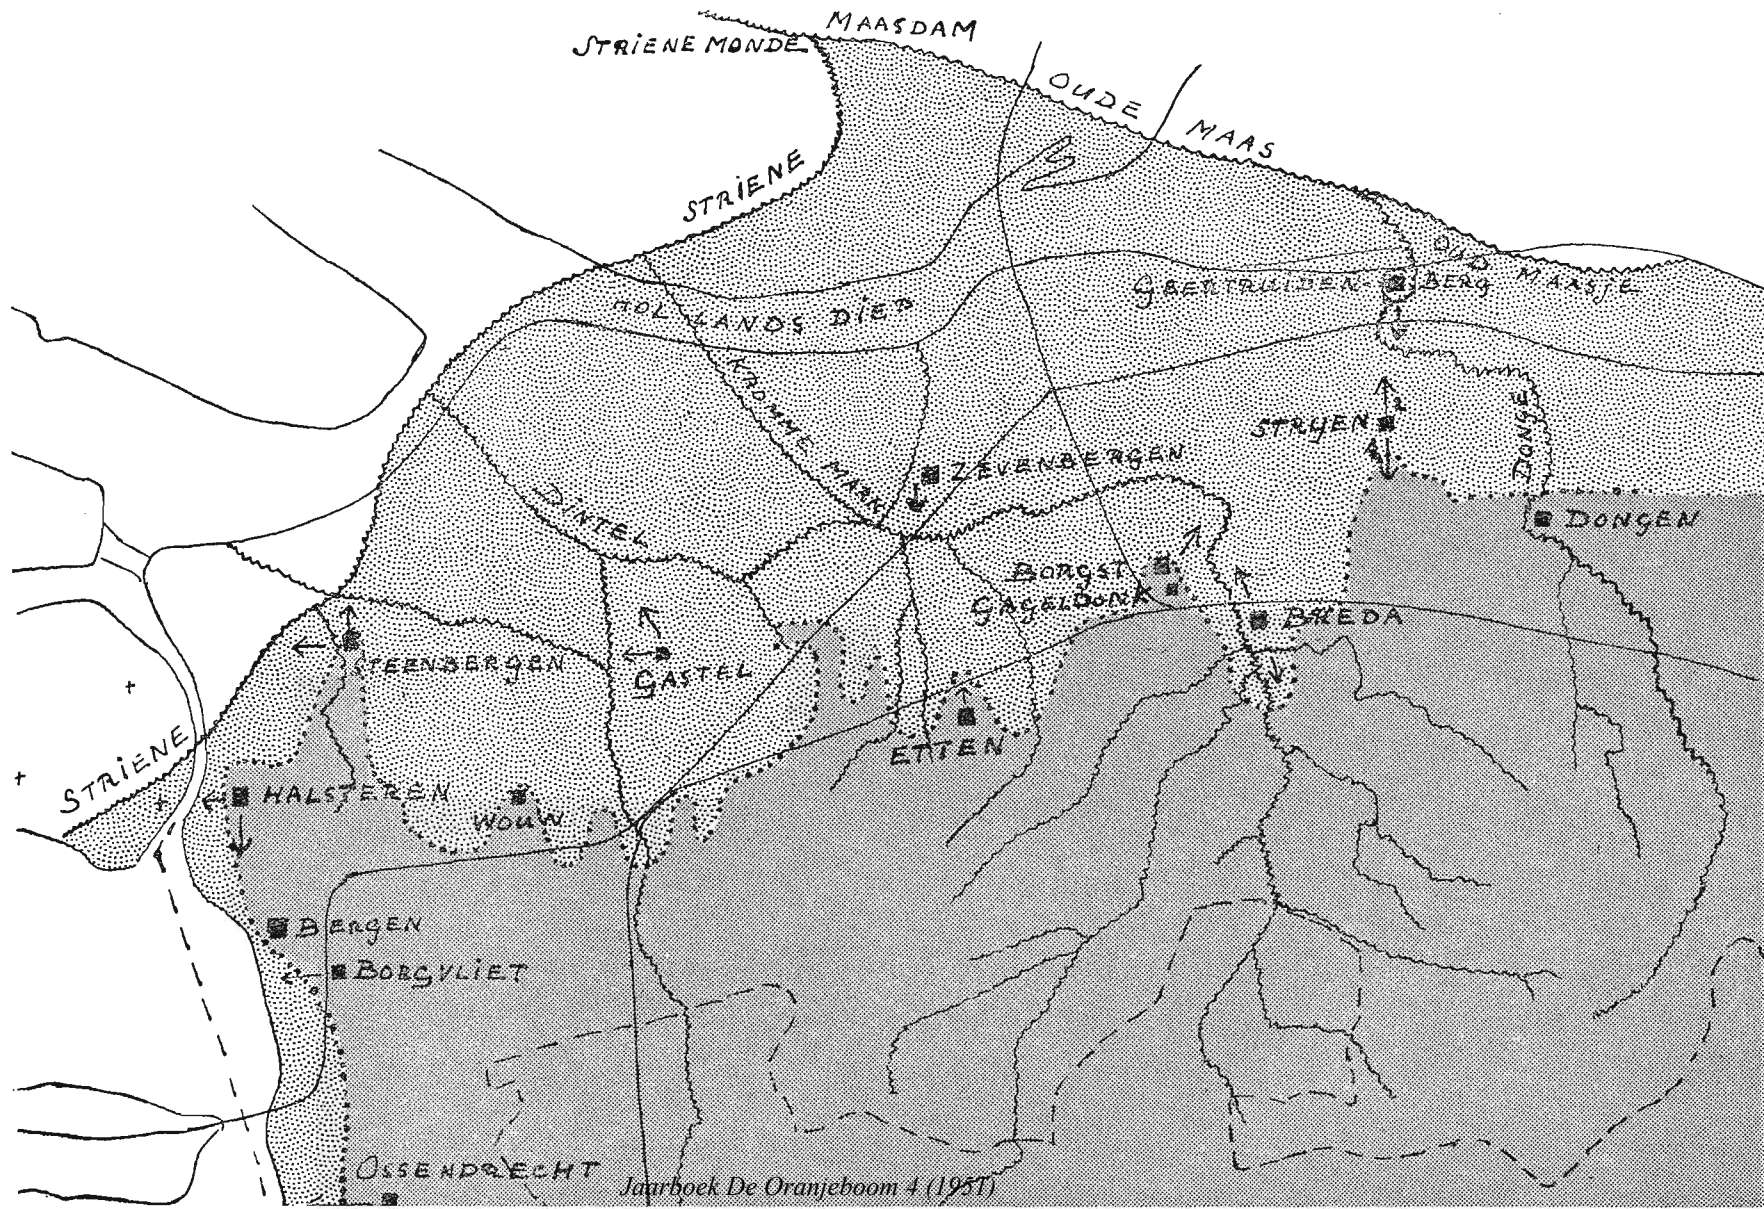 MAASDAM
STRIENE MONDE
OUDE MAAS
STRIENE
OUD MAASJE
GEERTRUIDEN-BERG
HOLLANDS DIEP
KROMME MARK
STRYEN
DONGE
ZEVENBERGEN
DINTEL
DONGEN
BORGST
GAGELDONK
BREDA
STEENBERGEN
GASTEL
ETTEN
STRIENE
HALSTEREN
WOUW
BERGEN
BORGVLIET
OSSENDRECHT
Jaarboek De Oranjeboom 4 (1951)